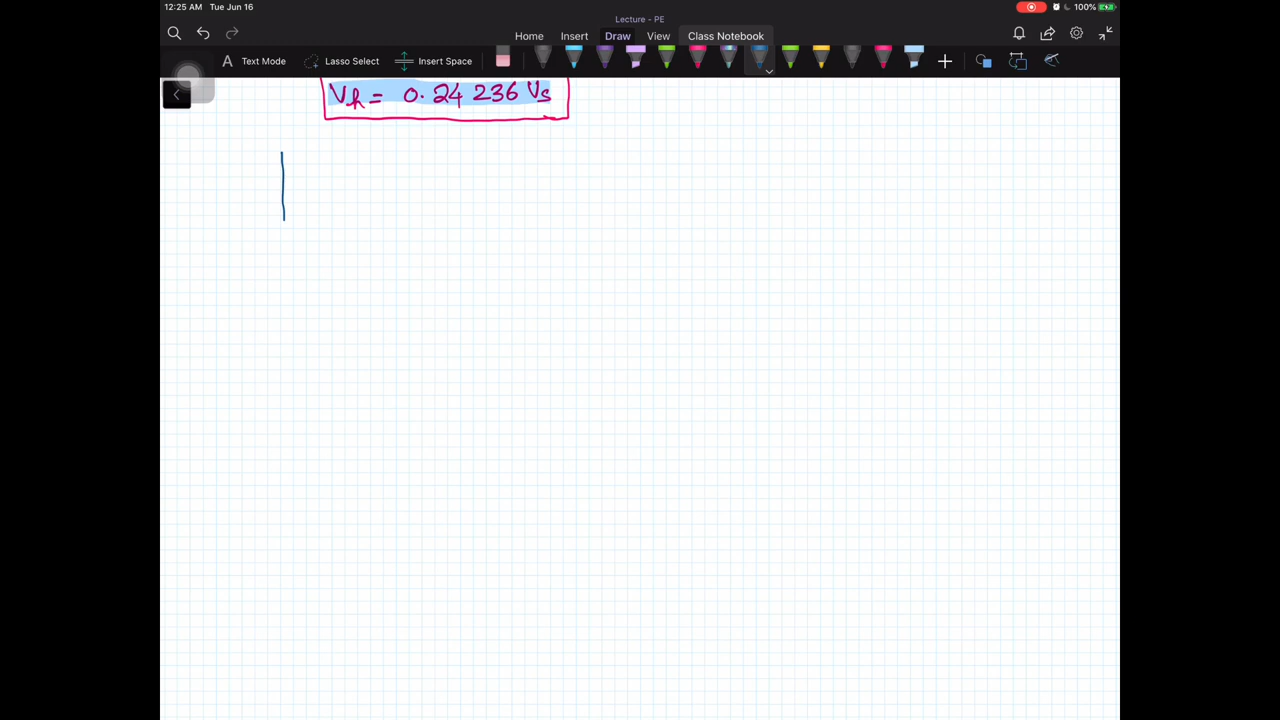 12:25 AM Tue Jun 16
100%
Lecture - PE
Home Insert Draw View Class Notebook
Text Mode Lasso Select Insert Space
Vh = 0.24 236 Vs